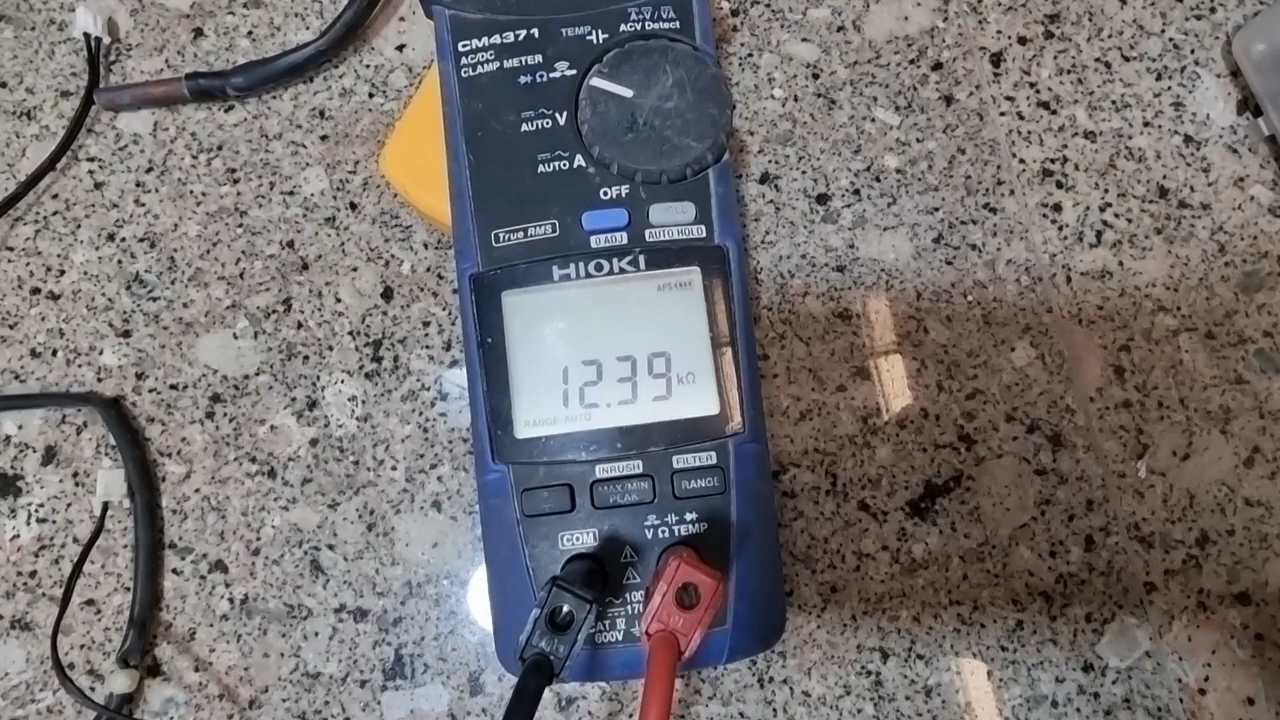 CM4371
AC/DC
CLAMP METER
TEMP
ACV Detect
Ω
AUTO V
AUTO A
OFF
True RMS
0 ADJ
AUTO HOLD
HIOKI
APS
12.39 kΩ
RANGE AUTO
INRUSH
FILTER
MAX/MIN
PEAK
RANGE
COM
V Ω TEMP
CAT IV
600V